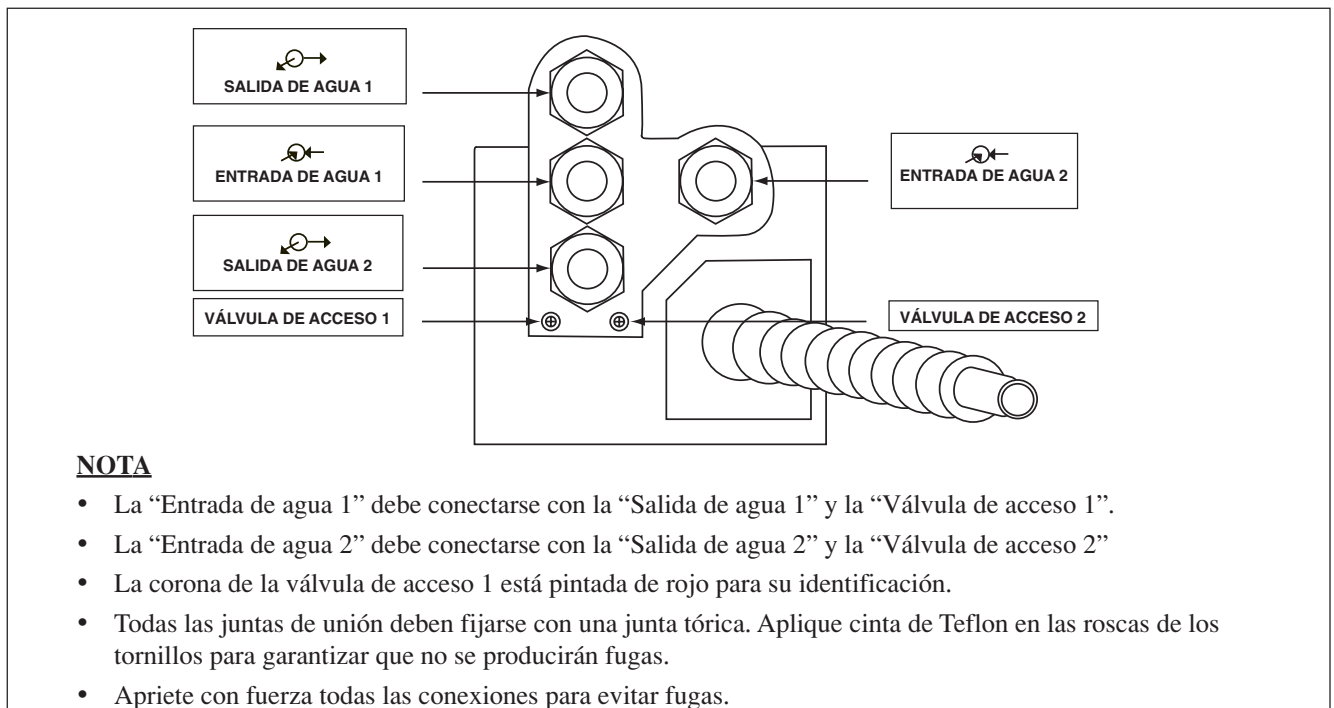 SALIDA DE AGUA 1
ENTRADA DE AGUA 1
ENTRADA DE AGUA 2
SALIDA DE AGUA 2
VÁLVULA DE ACCESO 1
VÁLVULA DE ACCESO 2
NOTA
• La “Entrada de agua 1” debe conectarse con la “Salida de agua 1” y la “Válvula de acceso 1”.
• La “Entrada de agua 2” debe conectarse con la “Salida de agua 2” y la “Válvula de acceso 2”
• La corona de la válvula de acceso 1 está pintada de rojo para su identificación.
• Todas las juntas de unión deben fijarse con una junta tórica. Aplique cinta de Teflon en las roscas de los
tornillos para garantizar que no se producirán fugas.
• Apriete con fuerza todas las conexiones para evitar fugas.